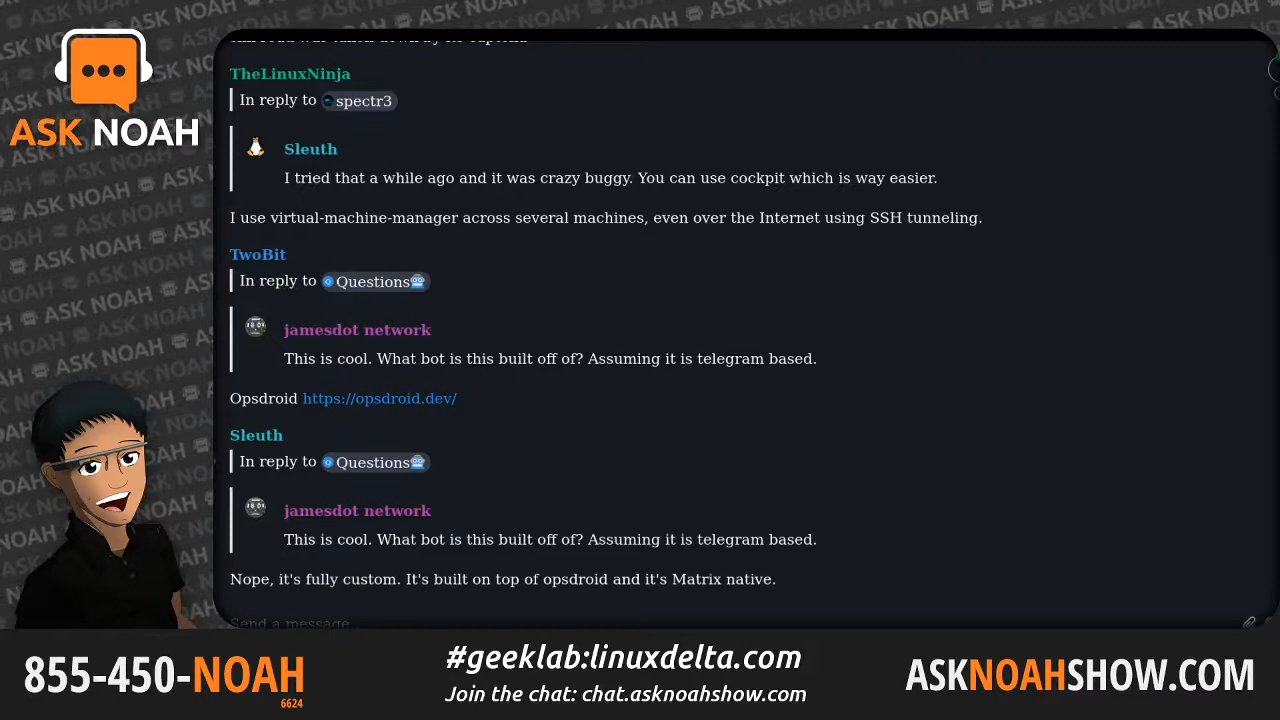 ASK NOAH
TheLinuxNinja
In reply to spectr3
Sleuth
I tried that a while ago and it was crazy buggy. You can use cockpit which is way easier.
I use virtual-machine-manager across several machines, even over the Internet using SSH tunneling.
TwoBit
In reply to Questions
jamesdot network
This is cool. What bot is this built off of? Assuming it is telegram based.
Opsdroid https://opsdroid.dev/
Sleuth
In reply to Questions
jamesdot network
This is cool. What bot is this built off of? Assuming it is telegram based.
Nope, it's fully custom. It's built on top of opsdroid and it's Matrix native.
Send a message...
855-450-NOAH
6624
#geeklab:linuxdelta.com
Join the chat: chat.asknoahshow.com
ASKNOAHSHOW.COM